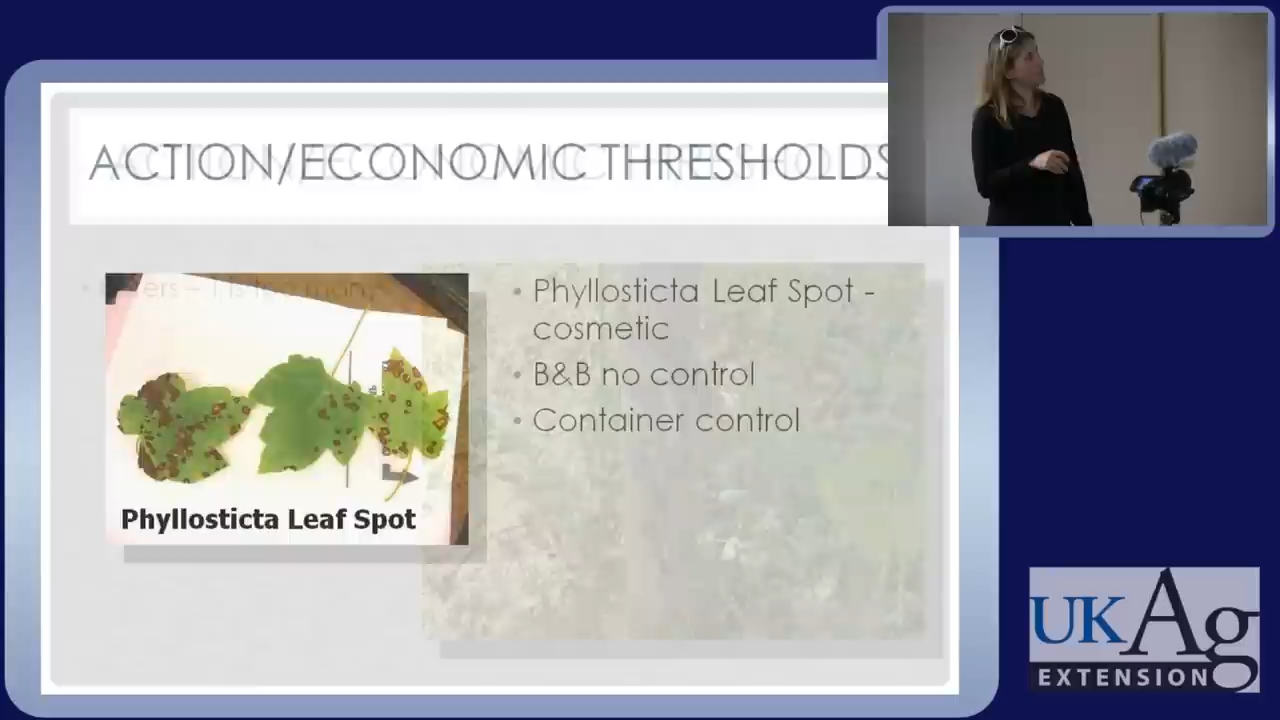 ACTION/ECONOMIC THRESHOLDS
• Phyllosticta Leaf Spot -
cosmetic
• B&B no control
• Container control
Phyllosticta Leaf Spot
UKAg
EXTENSION